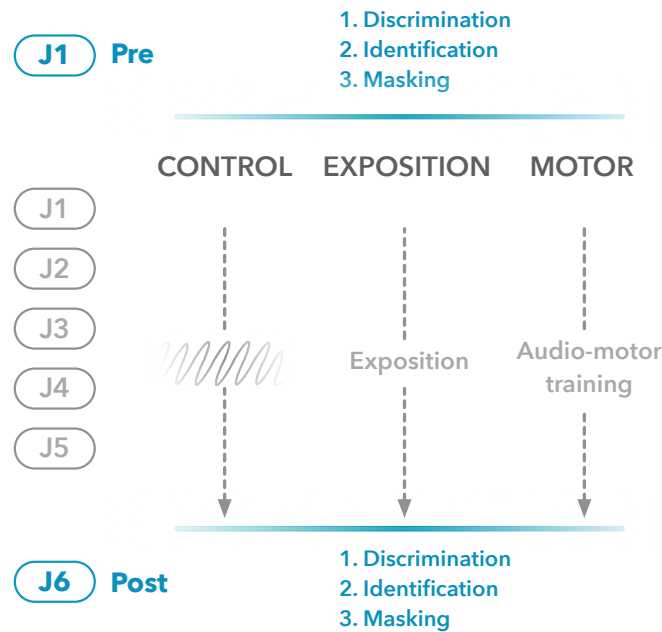 1. Discrimination
J1 Pre
2. Identification
3. Masking
CONTROL EXPOSITION MOTOR
J1
J2
J3
Exposition
Audio-motor
training
J4
J5
1. Discrimination
J6 Post
2. Identification
3. Masking